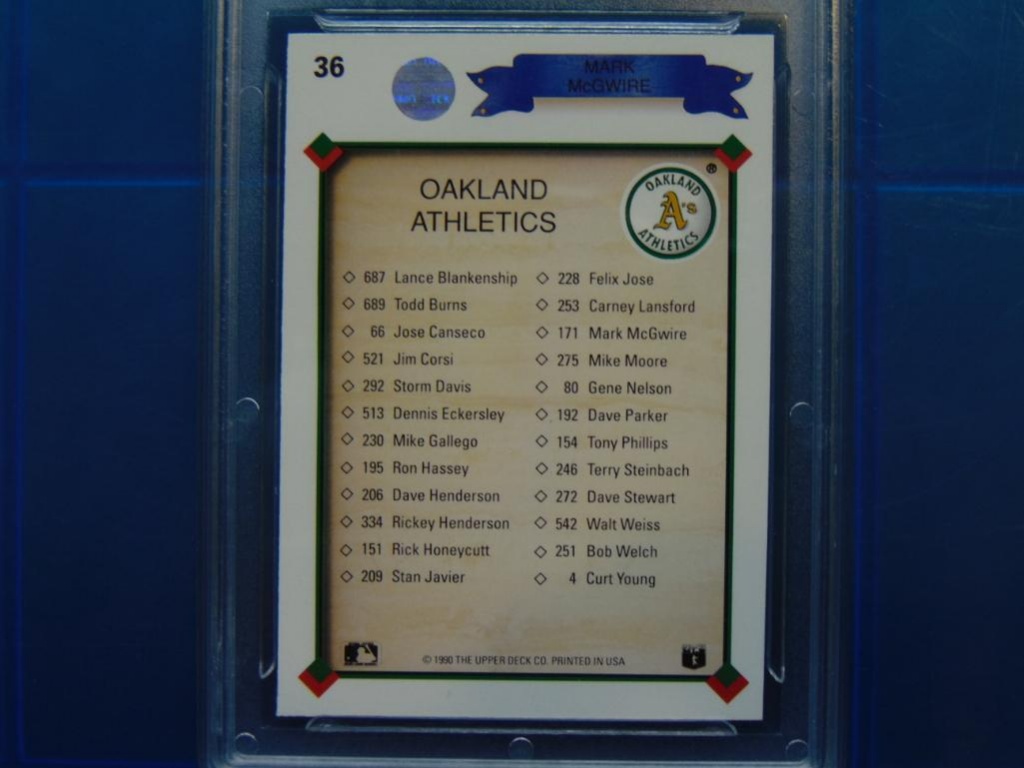 36
MARK
McGWIRE
OAKLAND
ATHLETICS
®
OAKLAND
A's
ATHLETICS
687 Lance Blankenship
689 Todd Burns
66 Jose Canseco
521 Jim Corsi
292 Storm Davis
513 Dennis Eckersley
230 Mike Gallego
195 Ron Hassey
206 Dave Henderson
334 Rickey Henderson
151 Rick Honeycutt
209 Stan Javier
228 Felix Jose
253 Carney Lansford
171 Mark McGwire
275 Mike Moore
80 Gene Nelson
192 Dave Parker
154 Tony Phillips
246 Terry Steinbach
272 Dave Stewart
542 Walt Weiss
251 Bob Welch
4 Curt Young
© 1990 THE UPPER DECK CO. PRINTED IN USA